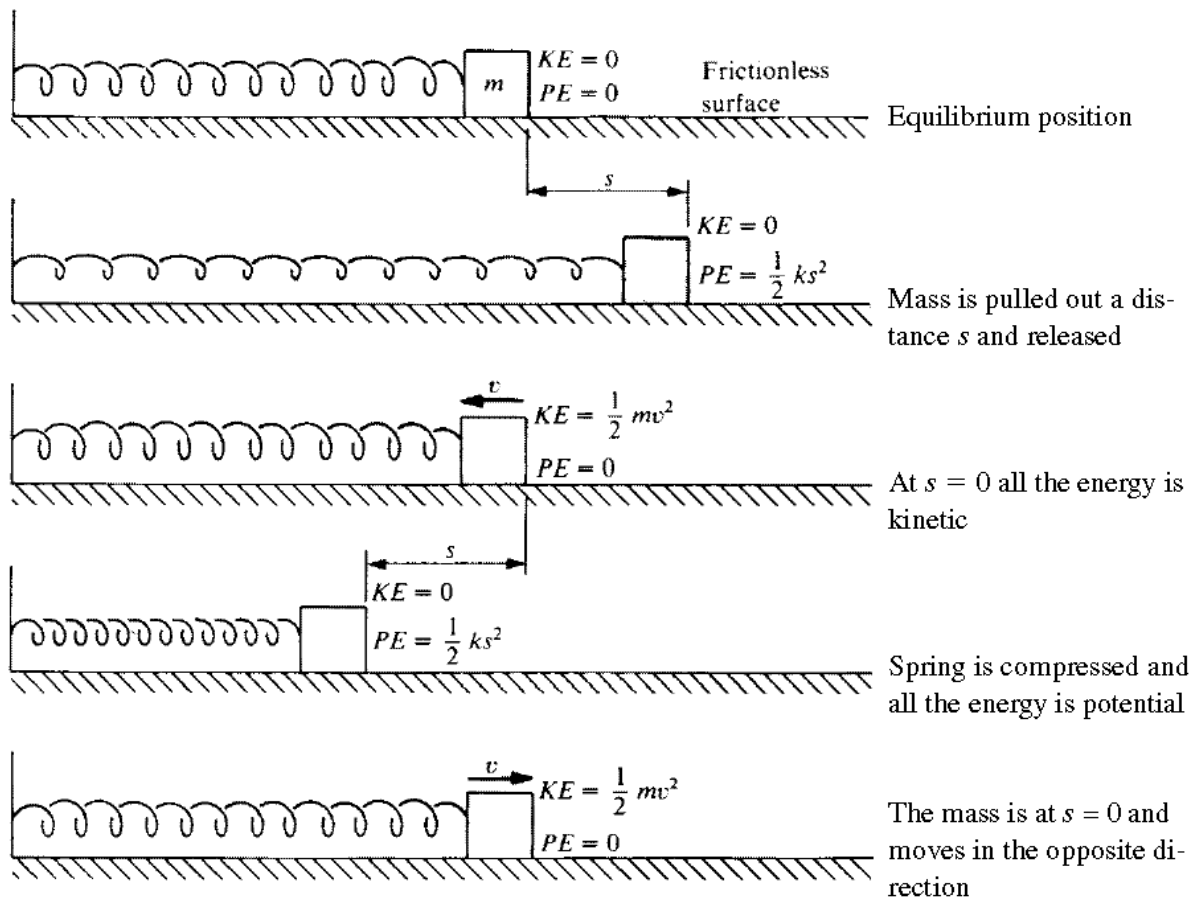 m
KE = 0
PE = 0
Frictionless
surface
Equilibrium position
s
KE = 0
PE = 1/2 ks²
Mass is pulled out a dis-
tance s and released
v
KE = 1/2 mv²
PE = 0
At s = 0 all the energy is
kinetic
s
KE = 0
PE = 1/2 ks²
Spring is compressed and
all the energy is potential
v
KE = 1/2 mv²
PE = 0
The mass is at s = 0 and
moves in the opposite di-
rection